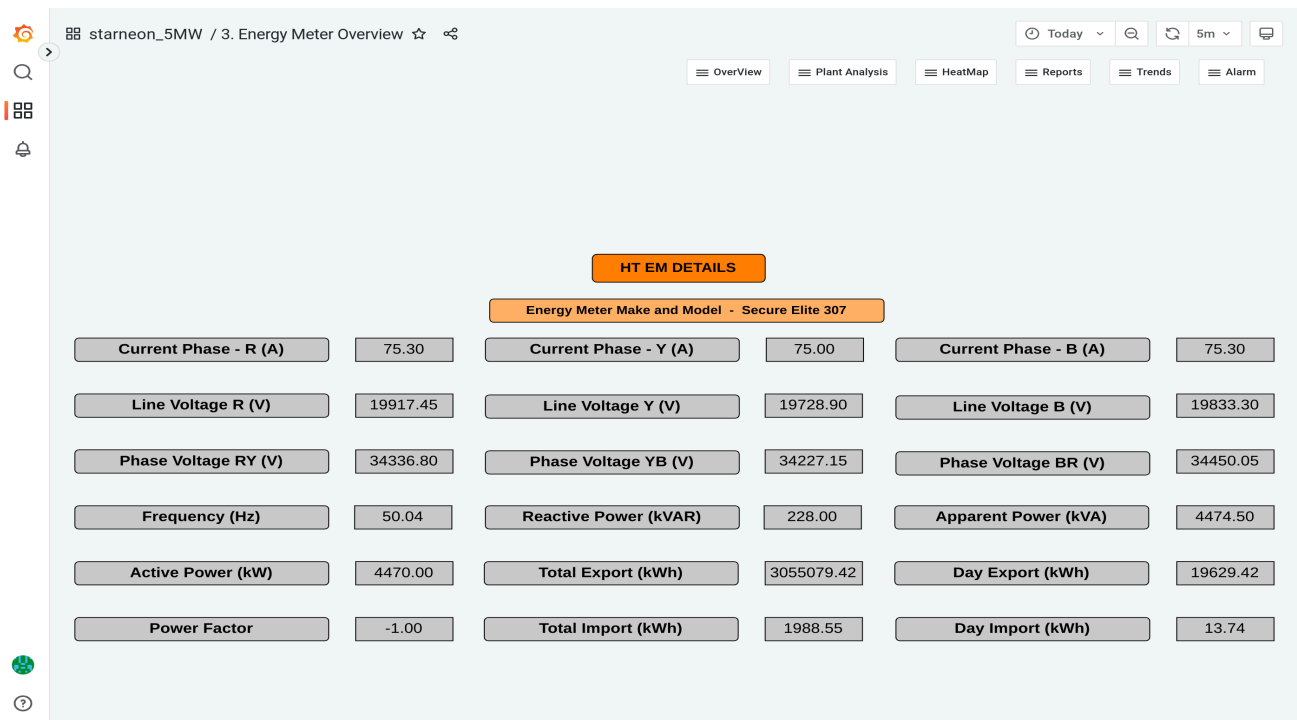 starneon_5MW / 3. Energy Meter Overview
Today
5m
OverView
Plant Analysis
HeatMap
Reports
Trends
Alarm
HT EM DETAILS
Energy Meter Make and Model - Secure Elite 307
Current Phase - R (A) 75.30 Current Phase - Y (A) 75.00 Current Phase - B (A) 75.30
Line Voltage R (V) 19917.45 Line Voltage Y (V) 19728.90 Line Voltage B (V) 19833.30
Phase Voltage RY (V) 34336.80 Phase Voltage YB (V) 34227.15 Phase Voltage BR (V) 34450.05
Frequency (Hz) 50.04 Reactive Power (kVAR) 228.00 Apparent Power (kVA) 4474.50
Active Power (kW) 4470.00 Total Export (kWh) 3055079.42 Day Export (kWh) 19629.42
Power Factor -1.00 Total Import (kWh) 1988.55 Day Import (kWh) 13.74